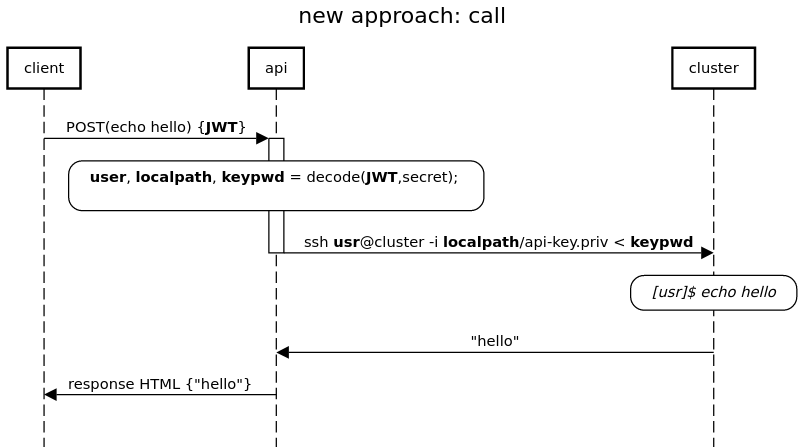 new approach: call
client api cluster
POST(echo hello) {JWT}
user, localpath, keypwd = decode(JWT,secret);
ssh usr@cluster -i localpath/api-key.priv < keypwd
[usr]$ echo hello
"hello"
response HTML {"hello"}